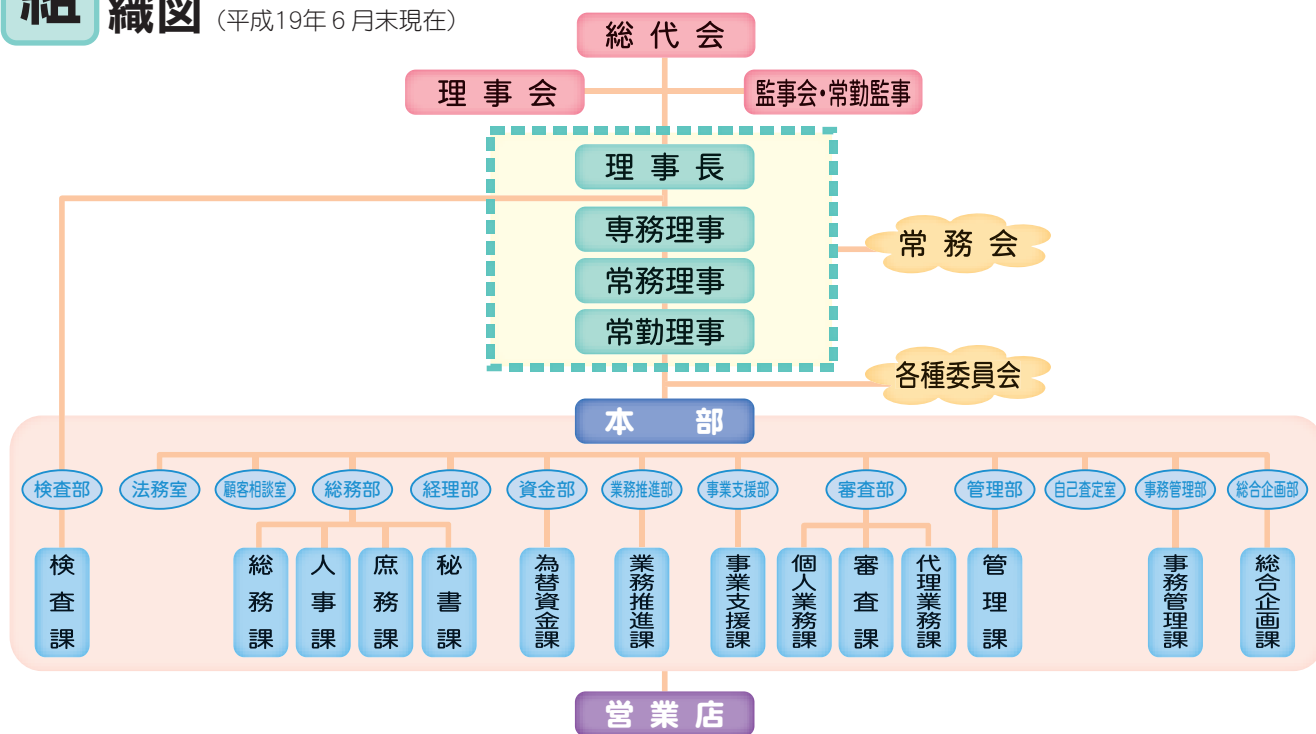 組織図（平成19年6月末現在）
総代会
理事会
監事会・常勤監事
理事長
専務理事
常務理事
常勤理事
常務会
各種委員会
本部
検査部
法務室
顧客相談室
総務部
経理部
資金部
業務推進部
事業支援部
審査部
管理部
自己査定室
事務管理部
総合企画部
検査課
総務課
人事課
庶務課
秘書課
為替資金課
業務推進課
事業支援課
個人業務課
審査課
代理業務課
管理課
事務管理課
総合企画課
営業店